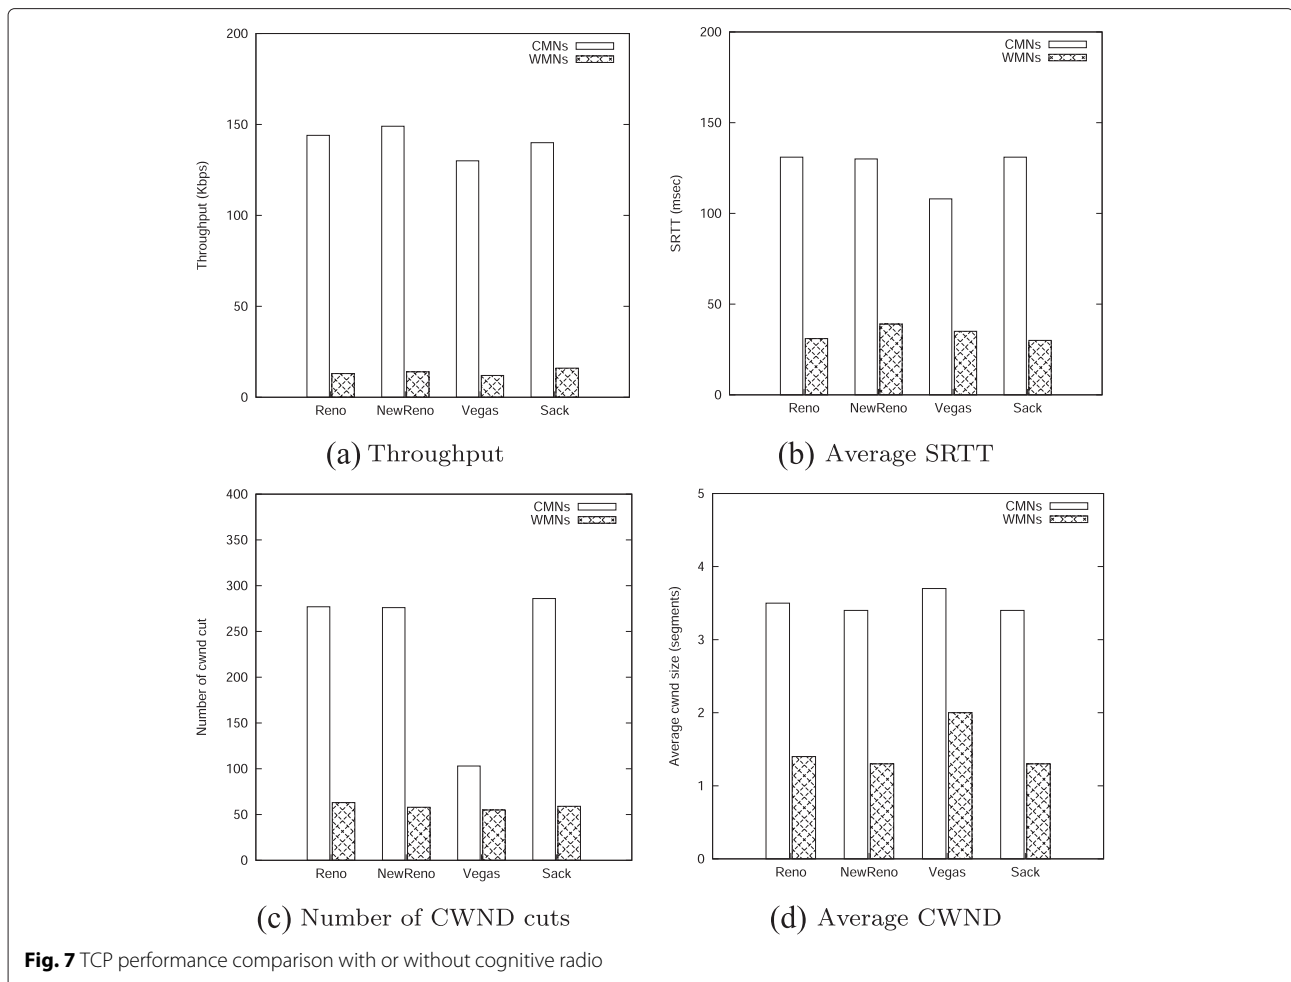 200
150
100
50
0
Throughput (Kbps)
CMNs
WMNs
Reno NewReno Vegas Sack
(a) Throughput
200
150
100
50
0
SRTT (msec)
CMNs
WMNs
Reno NewReno Vegas Sack
(b) Average SRTT
400
350
300
250
200
150
100
50
0
Number of cwnd cut
CMNs
WMNs
Reno NewReno Vegas Sack
(c) Number of CWND cuts
5
4
3
2
1
0
Average cwnd size (segments)
CMNs
WMNs
Reno NewReno Vegas Sack
(d) Average CWND
Fig. 7 TCP performance comparison with or without cognitive radio